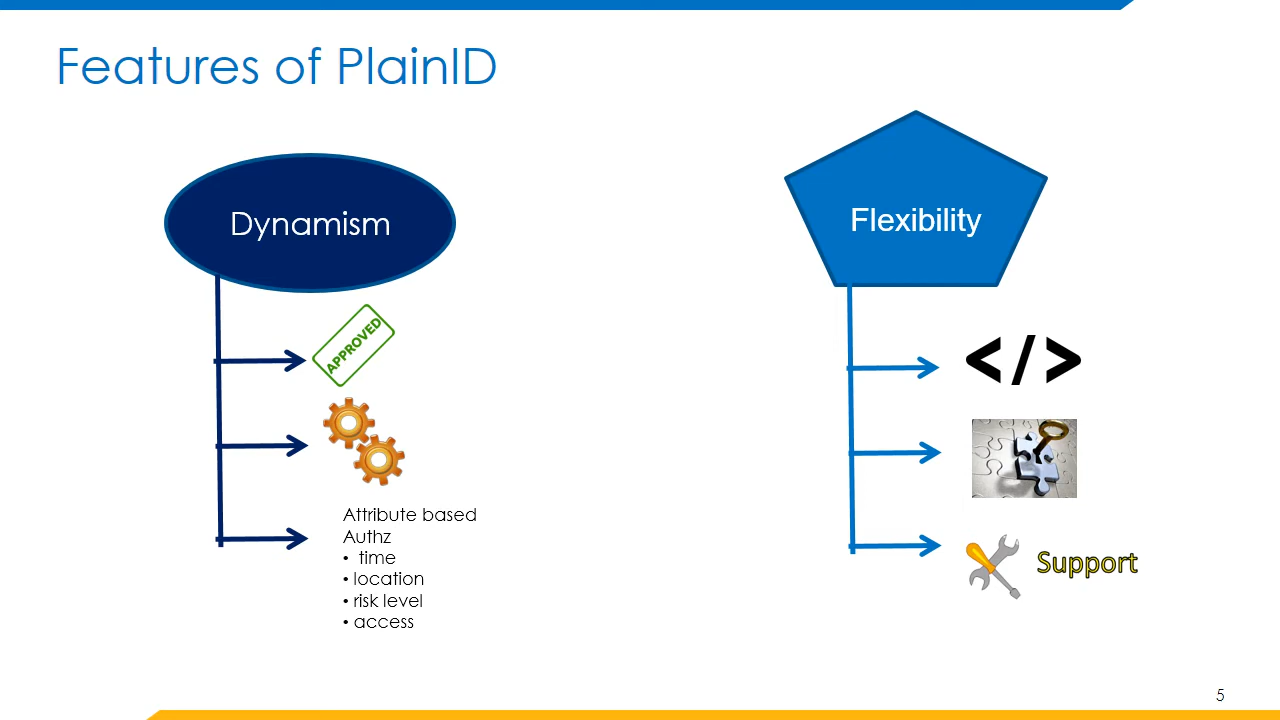 Features of PlainID
Dynamism
APPROVED
Attribute based
Authz
• time
• location
• risk level
• access
Flexibility
</>
Support
5